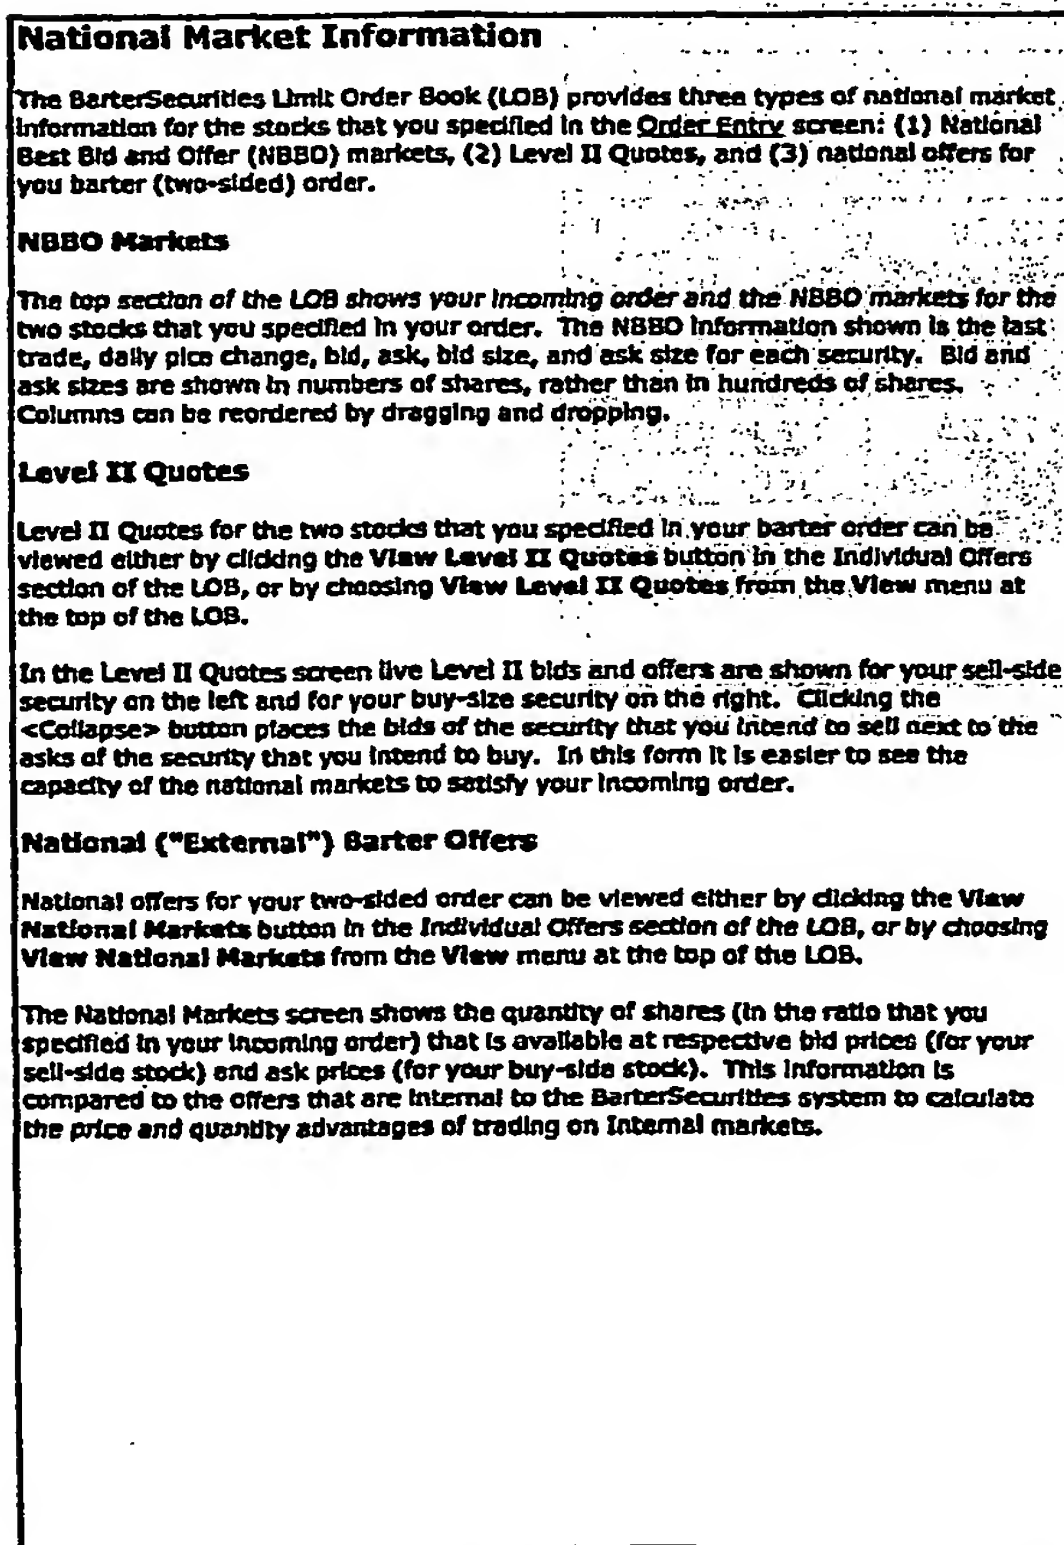 National Market Information
The BarterSecurities Limit Order Book (LOB) provides three types of national market
information for the stocks that you specified in the Order Entry screen: (1) National
Best Bid and Offer (NBBO) markets, (2) Level II Quotes, and (3) national offers for
you barter (two-sided) order.
NBBO Markets
The top section of the LOB shows your incoming order and the NBBO markets for the
two stocks that you specified in your order. The NBBO information shown is the last
trade, daily pice change, bid, ask, bid size, and ask size for each security. Bid and
ask sizes are shown in numbers of shares, rather than in hundreds of shares.
Columns can be reordered by dragging and dropping.
Level II Quotes
Level II Quotes for the two stocks that you specified in your barter order can be
viewed either by clicking the View Level II Quotes button in the Individual Offers
section of the LOB, or by choosing View Level II Quotes from the View menu at
the top of the LOB.
In the Level II Quotes screen live Level II bids and offers are shown for your sell-side
security on the left and for your buy-size security on the right. Clicking the
<Collapse> button places the bids of the security that you intend to sell next to the
asks of the security that you intend to buy. In this form it is easier to see the
capacity of the national markets to satisfy your incoming order.
National ("External") Barter Offers
National offers for your two-sided order can be viewed either by clicking the View
National Markets button in the Individual Offers section of the LOB, or by choosing
View National Markets from the View menu at the top of the LOB.
The National Markets screen shows the quantity of shares (in the ratio that you
specified in your incoming order) that is available at respective bid prices (for your
sell-side stock) and ask prices (for your buy-side stock). This information is
compared to the offers that are internal to the BarterSecurities system to calculate
the price and quantity advantages of trading on internal markets.